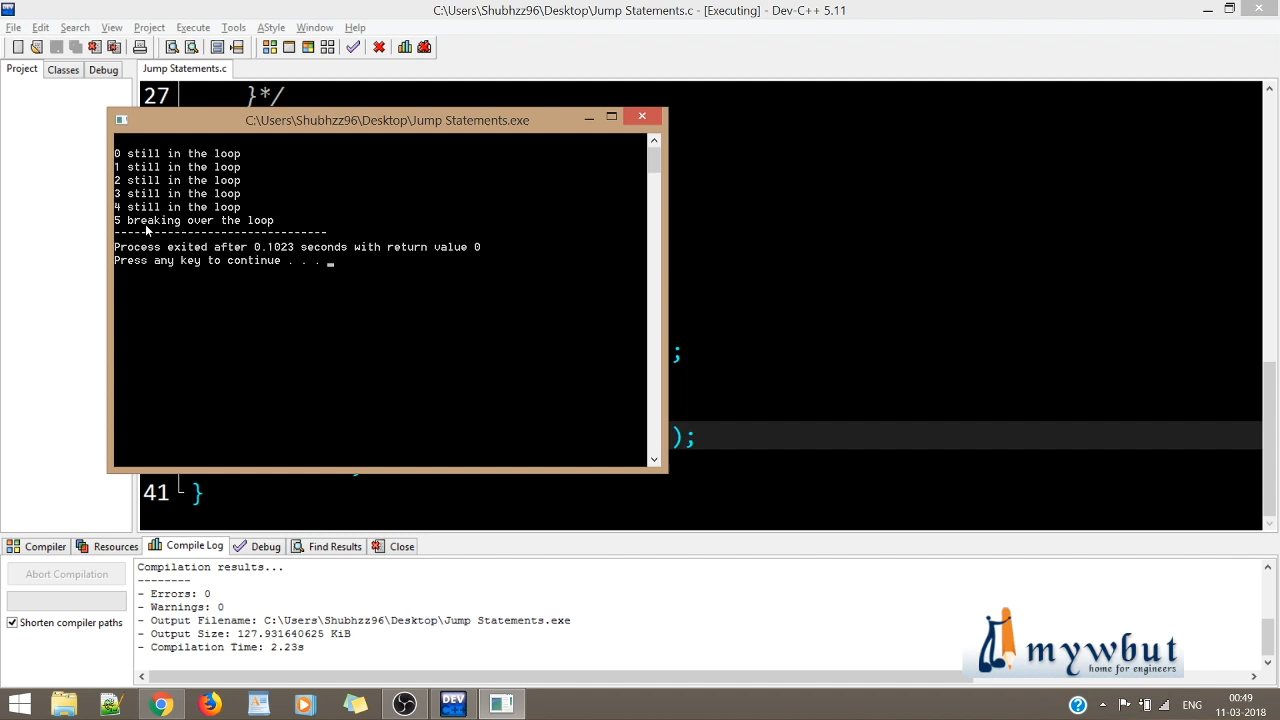 C:\Users\Shubhzz96\Desktop\Jump Statements.c - [Executing] - Dev-C++ 5.11
File Edit Search View Project Execute Tools AStyle Window Help
Project Classes Debug Jump Statements.c
27 }*/
C:\Users\Shubhzz96\Desktop\Jump Statements.exe
0 still in the loop
1 still in the loop
2 still in the loop
3 still in the loop
4 still in the loop
5 breaking over the loop
--------------------------------
Process exited after 0.1023 seconds with return value 0
Press any key to continue . . . _
;
);
41 }
Compiler Resources Compile Log Debug Find Results Close
Abort Compilation
Shorten compiler paths
Compilation results...
--------
- Errors: 0
- Warnings: 0
- Output Filename: C:\Users\Shubhzz96\Desktop\Jump Statements.exe
- Output Size: 127.931640625 KiB
- Compilation Time: 2.23s
mywbut
home for engineers
DEV
ENG
00:49
11-03-2018